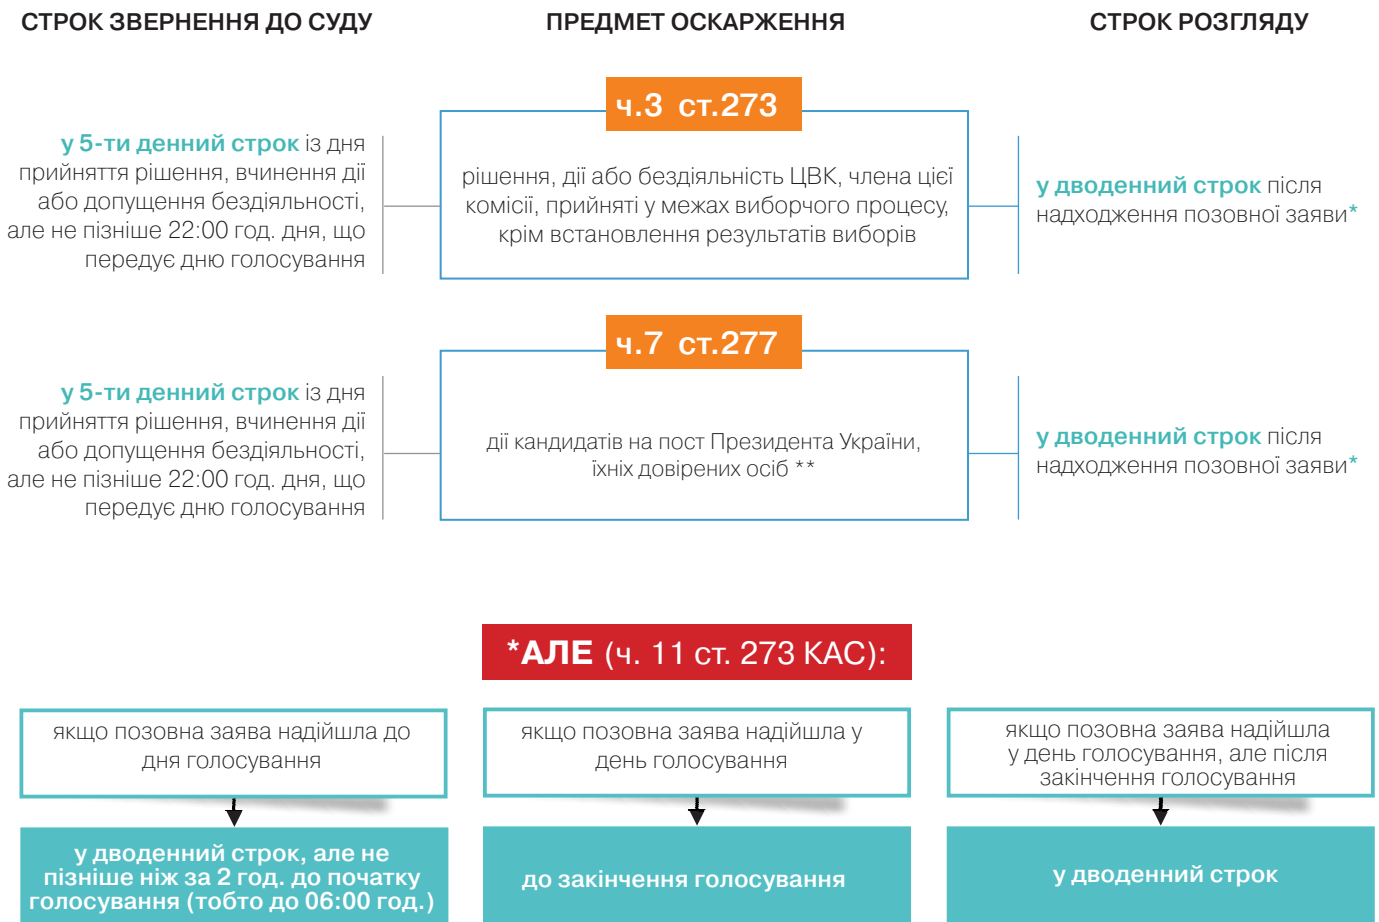 СТРОК ЗВЕРНЕННЯ ДО СУДУ
ПРЕДМЕТ ОСКАРЖЕННЯ
СТРОК РОЗГЛЯДУ
у 5-ти денний строк із дня
прийняття рішення, вчинення дії
або допущення бездіяльності,
але не пізніше 22:00 год. дня, що
передує дню голосування
ч.3 ст.273
рішення, дії або бездіяльність ЦВК, члена цієї
комісії, прийняті у межах виборчого процесу,
крім встановлення результатів виборів
у дводенний строк після
надходження позовної заяви*
у 5-ти денний строк із дня
прийняття рішення, вчинення дії
або допущення бездіяльності,
але не пізніше 22:00 год. дня, що
передує дню голосування
ч.7 ст.277
дії кандидатів на пост Президента України,
їхніх довірених осіб **
у дводенний строк після
надходження позовної заяви*
*АЛЕ (ч. 11 ст. 273 КАС):
якщо позовна заява надійшла до
дня голосування
у дводенний строк, але не
пізніше ніж за 2 год. до початку
голосування (тобто до 06:00 год.)
якщо позовна заява надійшла у
день голосування
до закінчення голосування
якщо позовна заява надійшла
у день голосування, але після
закінчення голосування
у дводенний строк